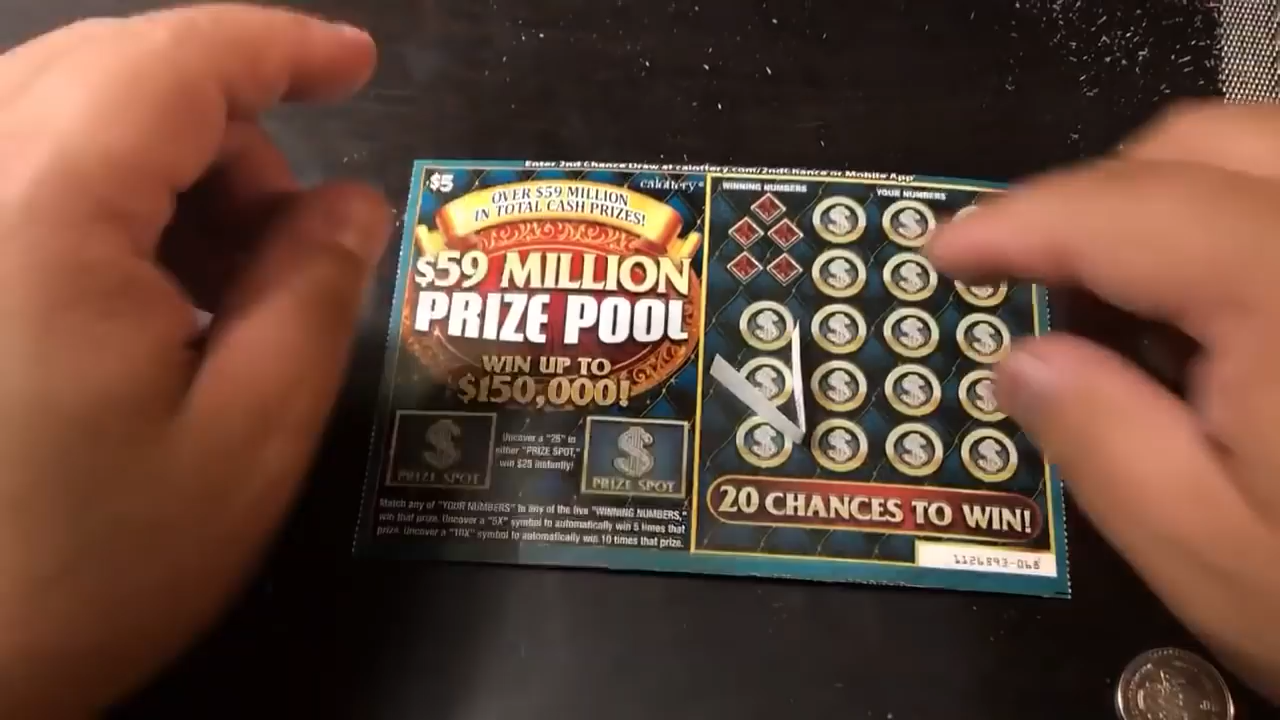 Enter 2nd Chance Draw at calottery.com/2ndChance or Mobile App
$5
calottery
OVER $59 MILLION
IN TOTAL CASH PRIZES!
$59 MILLION
PRIZE POOL
WIN UP TO
$150,000!
PRIZE SPOT
Uncover a "25" in
either "PRIZE SPOT,"
win $25 instantly!
PRIZE SPOT
Match any of "YOUR NUMBERS" to any of the five "WINNING NUMBERS,"
win that prize. Uncover a "5X" symbol to automatically win 5 times that
prize. Uncover a "10X" symbol to automatically win 10 times that prize.
WINNING NUMBERS
YOUR NUMBERS
20 CHANCES TO WIN!
1126893-068